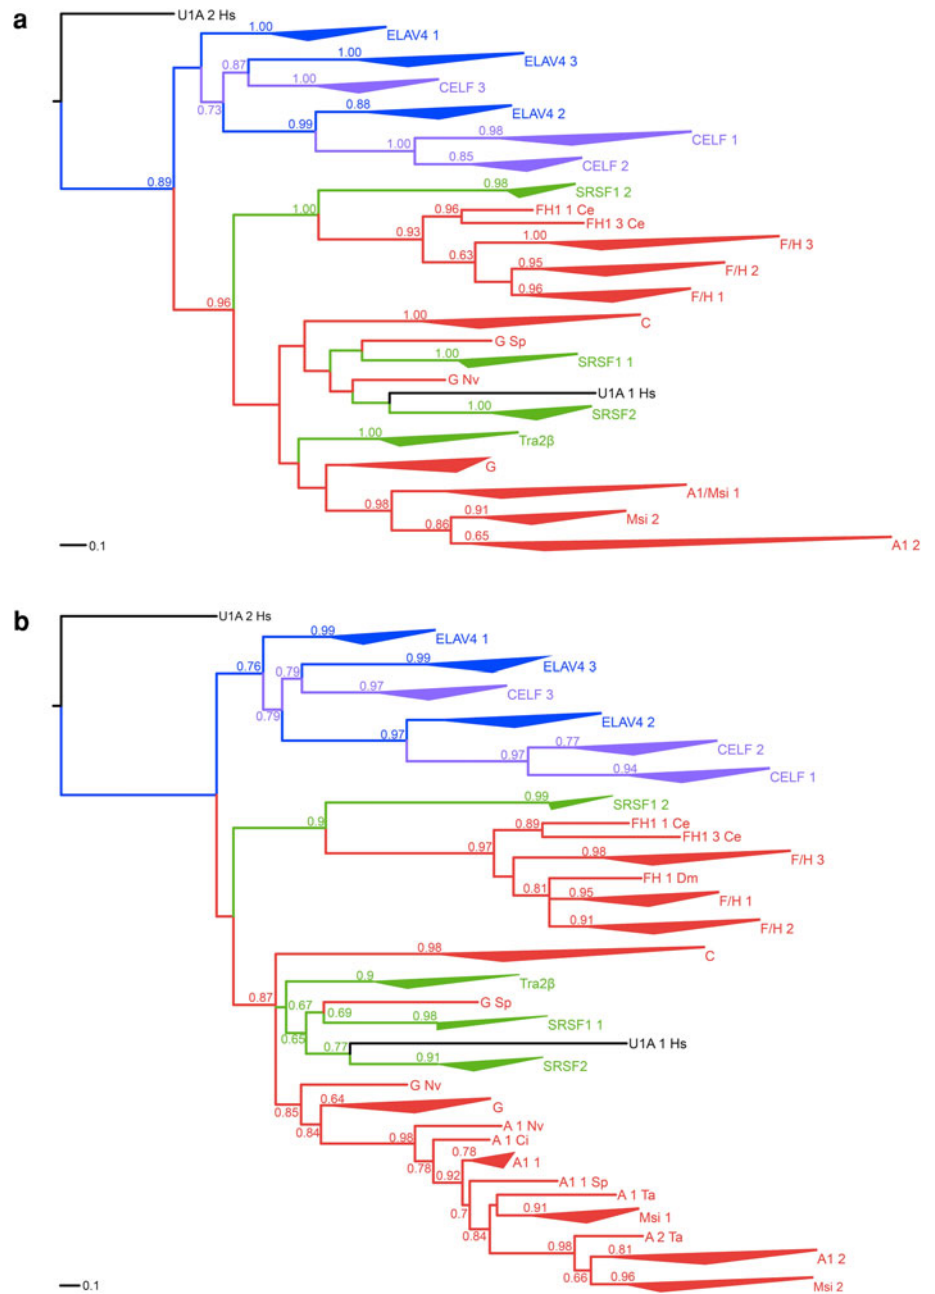 a
U1A 2 Hs
1.00
ELAV4 1
1.00
0.87
ELAV4 3
1.00
CELF 3
0.73
0.88
ELAV4 2
0.99
0.98
1.00
CELF 1
0.85
CELF 2
0.89
0.98
SRSF1 2
1.00
0.96
FH1 1 Ce
FH1 3 Ce
0.93
1.00
F/H 3
0.63
0.95
F/H 2
0.96
F/H 1
0.96
1.00
C
G Sp
1.00
SRSF1 1
G Nv
U1A 1 Hs
1.00
SRSF2
1.00
Tra2β
G
0.98
A1/Msi 1
0.91
Msi 2
0.86
0.65
A1 2
0.1
b
U1A 2 Hs
0.99
ELAV4 1
0.76
0.99
0.79
ELAV4 3
0.97
CELF 3
0.79
ELAV4 2
0.97
0.77
CELF 2
0.97
0.94
CELF 1
0.99
SRSF1 2
0.9
0.89
FH1 1 Ce
FH1 3 Ce
0.97
0.98
F/H 3
FH 1 Dm
0.81
0.95
F/H 1
0.91
F/H 2
0.98
C
0.9
Tra2β
0.87
0.67
G Sp
0.69
0.98
SRSF1 1
0.65
U1A 1 Hs
0.77
0.91
SRSF2
G Nv
0.85
0.64
G
0.84
A 1 Nv
0.98
A 1 Ci
0.78
0.78
A1 1
0.92
A1 1 Sp
0.7
A 1 Ta
0.91
Msi 1
0.84
A 2 Ta
0.98
0.81
A1 2
0.66
0.96
Msi 2
0.1